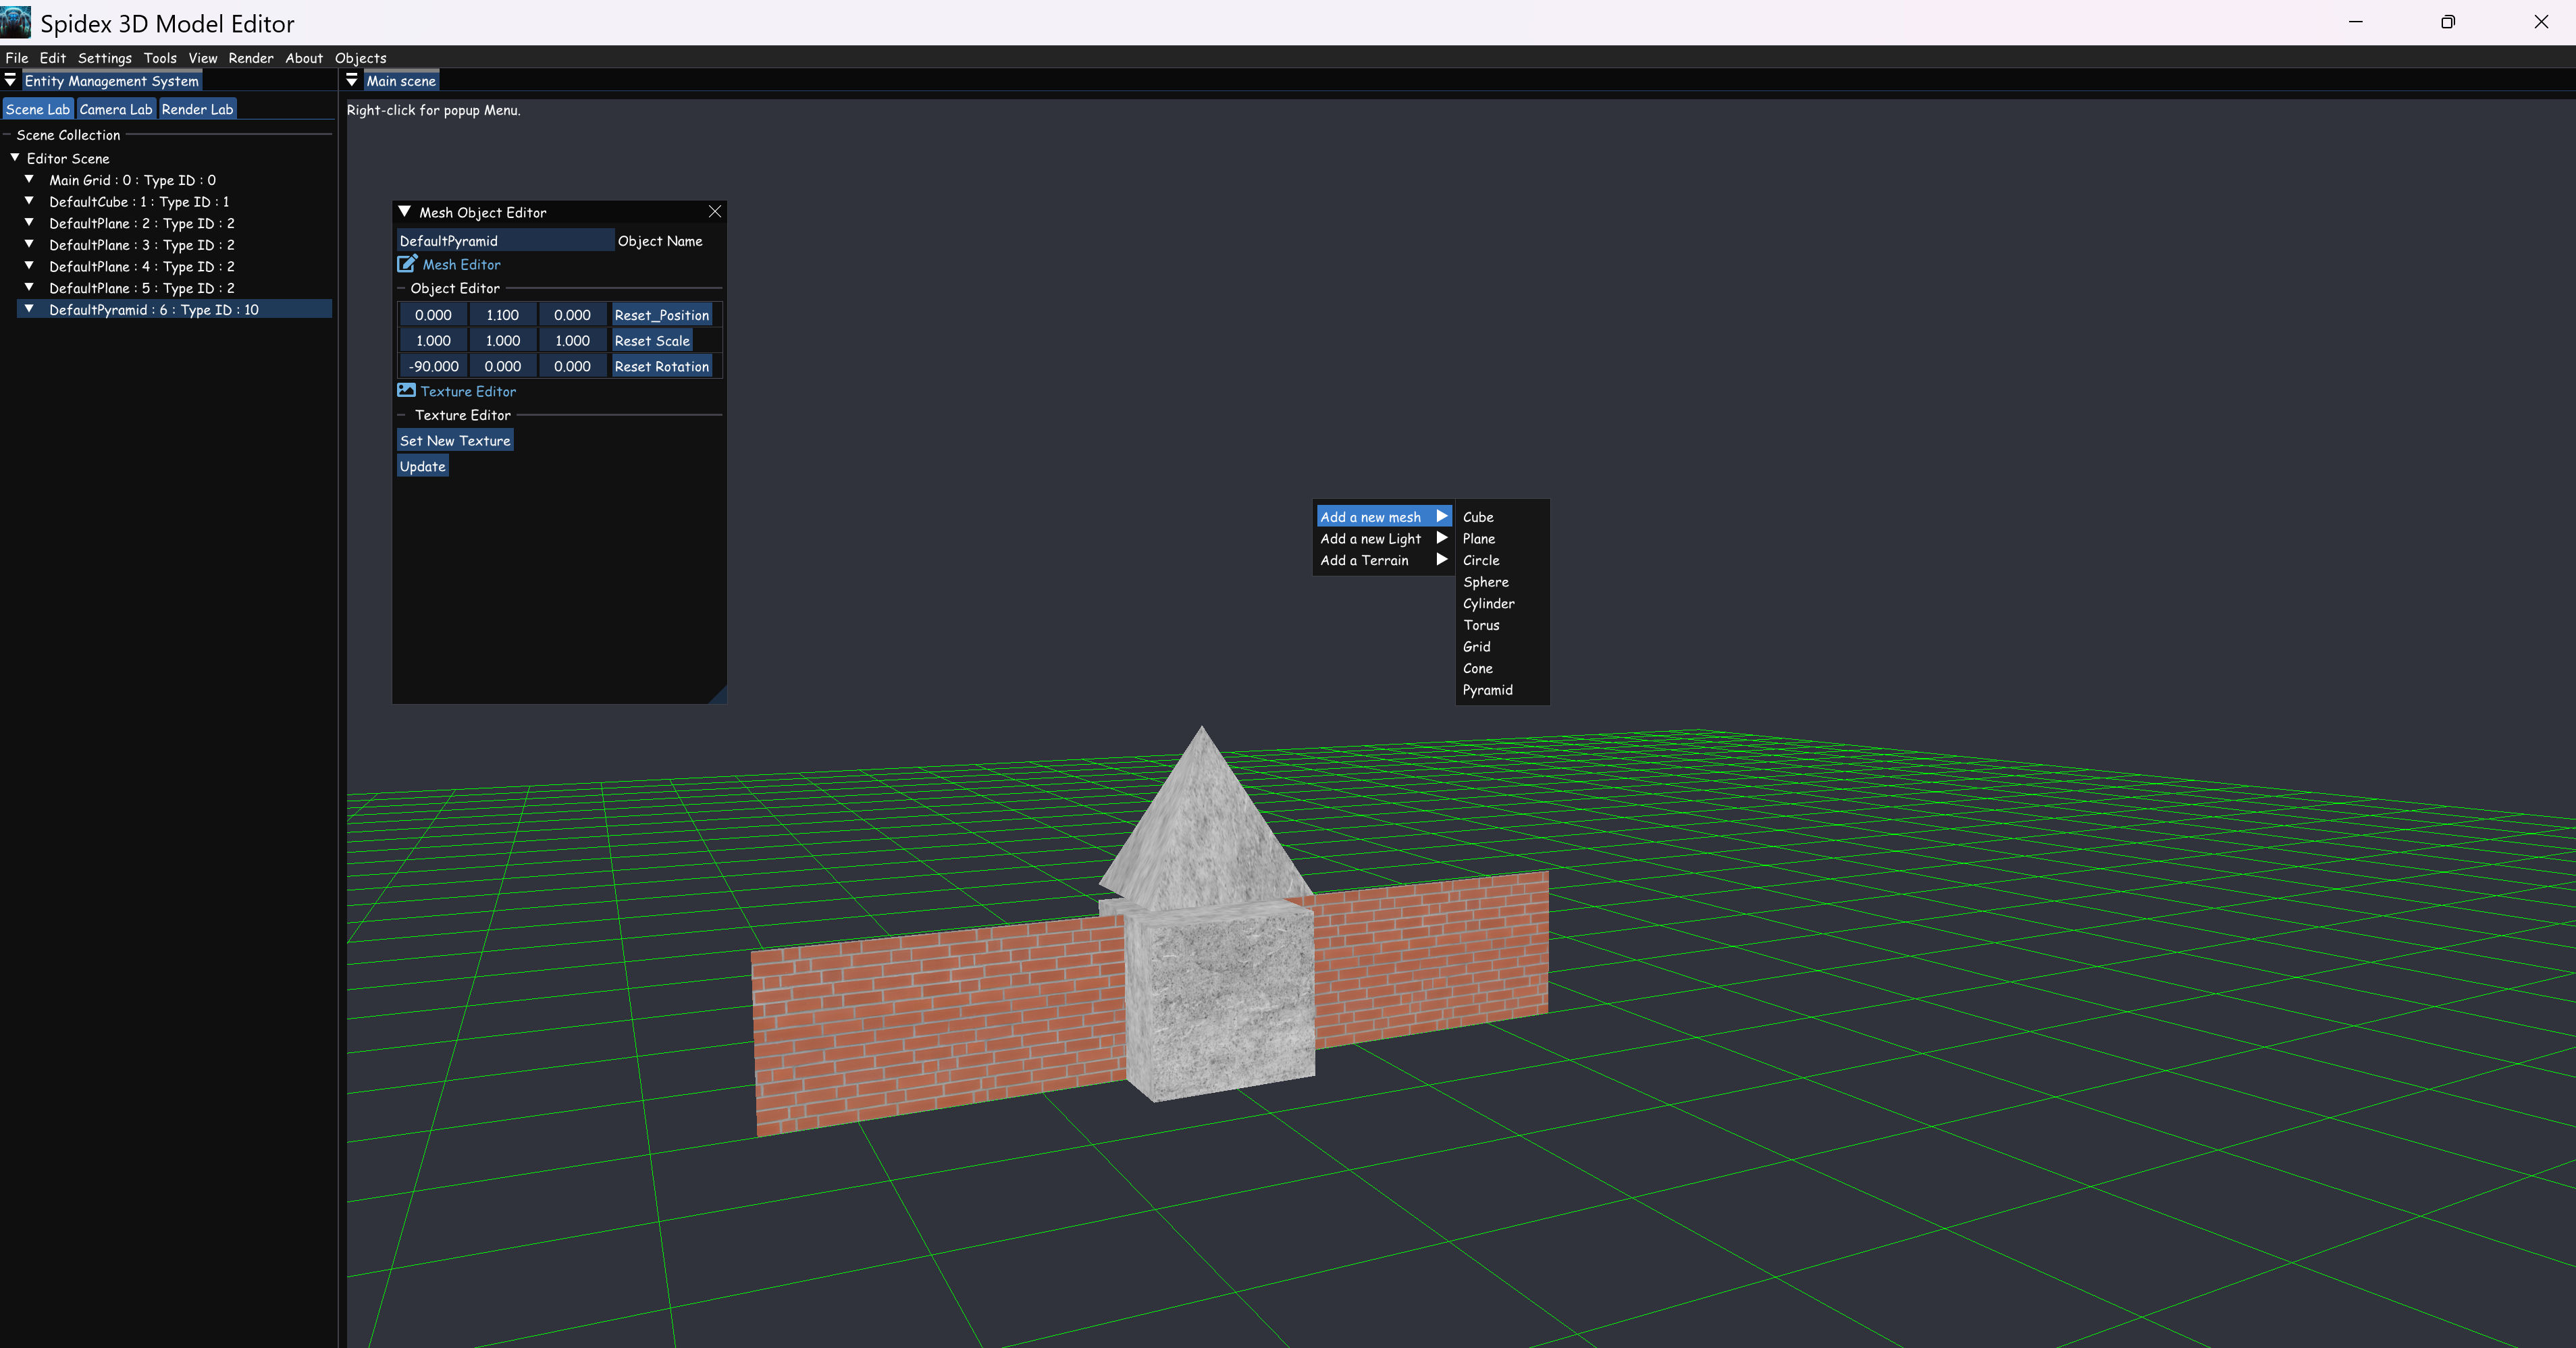 Spidex 3D Model Editor
File Edit Settings Tools View Render About Objects
Entity Management System
Main scene
Scene Lab Camera Lab Render Lab
Right-click for popup Menu.
Scene Collection
Editor Scene
Main Grid : 0 : Type ID : 0
DefaultCube : 1 : Type ID : 1
DefaultPlane : 2 : Type ID : 2
DefaultPlane : 3 : Type ID : 2
DefaultPlane : 4 : Type ID : 2
DefaultPlane : 5 : Type ID : 2
DefaultPyramid : 6 : Type ID : 10
Mesh Object Editor
DefaultPyramid Object Name
Mesh Editor
Object Editor
0.000 1.100 0.000 Reset_Position
1.000 1.000 1.000 Reset Scale
-90.000 0.000 0.000 Reset Rotation
Texture Editor
Texture Editor
Set New Texture
Update
Add a new mesh
Add a new Light
Add a Terrain
Cube
Plane
Circle
Sphere
Cylinder
Torus
Grid
Cone
Pyramid